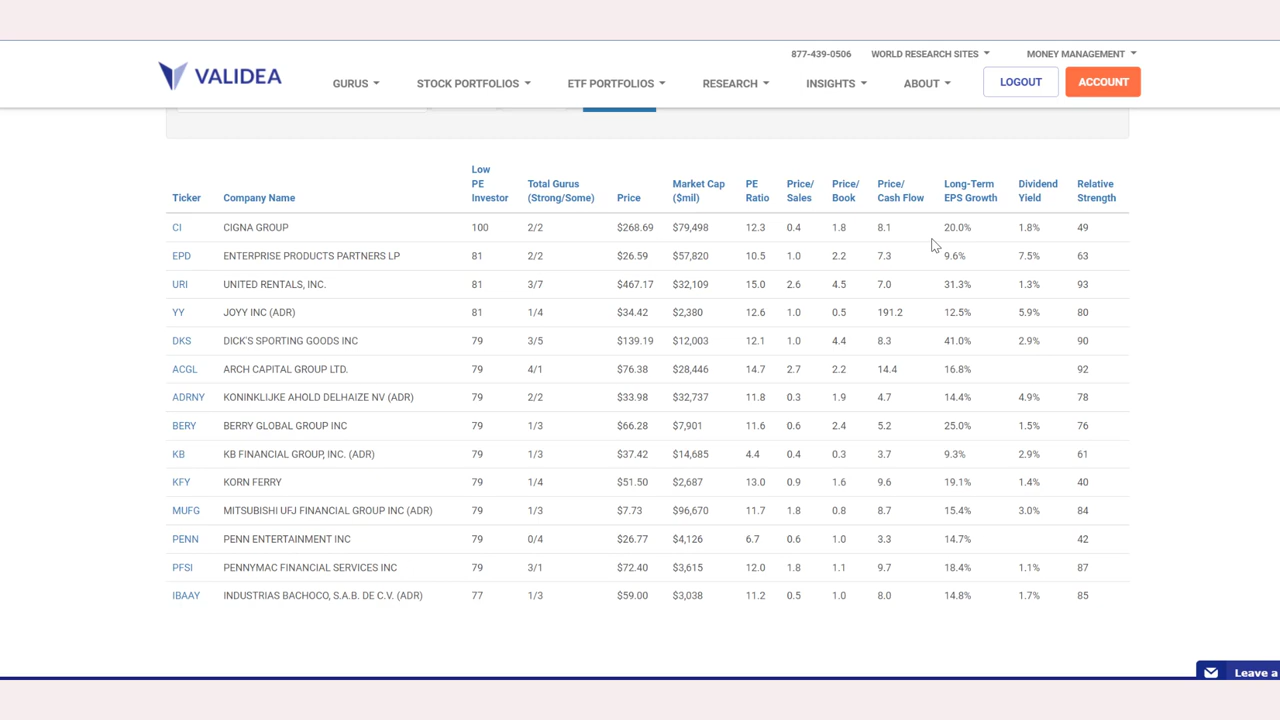 877-439-0506 WORLD RESEARCH SITES MONEY MANAGEMENT
VALIDEA GURUS STOCK PORTFOLIOS ETF PORTFOLIOS RESEARCH INSIGHTS ABOUT LOGOUT ACCOUNT
Ticker Company Name Low PE Investor Total Gurus (Strong/Some) Price Market Cap ($mil) PE Ratio Price/ Sales Price/ Book Price/ Cash Flow Long-Term EPS Growth Dividend Yield Relative Strength
CI CIGNA GROUP 100 2/2 $268.69 $79,498 12.3 0.4 1.8 8.1 20.0% 1.8% 49
EPD ENTERPRISE PRODUCTS PARTNERS LP 81 2/2 $26.59 $57,820 10.5 1.0 2.2 7.3 9.6% 7.5% 63
URI UNITED RENTALS, INC. 81 3/7 $467.17 $32,109 15.0 2.6 4.5 7.0 31.3% 1.3% 93
YY JOYY INC (ADR) 81 1/4 $34.42 $2,380 12.6 1.0 0.5 191.2 12.5% 5.9% 80
DKS DICK'S SPORTING GOODS INC 79 3/5 $139.19 $12,003 12.1 1.0 4.4 8.3 41.0% 2.9% 90
ACGL ARCH CAPITAL GROUP LTD. 79 4/1 $76.38 $28,446 14.7 2.7 2.2 14.4 16.8% 92
ADRNY KONINKLIJKE AHOLD DELHAIZE NV (ADR) 79 2/2 $33.98 $32,737 11.8 0.3 1.9 4.7 14.4% 4.9% 78
BERY BERRY GLOBAL GROUP INC 79 1/3 $66.28 $7,901 11.6 0.6 2.4 5.2 25.0% 1.5% 76
KB KB FINANCIAL GROUP, INC. (ADR) 79 1/3 $37.42 $14,685 4.4 0.4 0.3 3.7 9.3% 2.9% 61
KFY KORN FERRY 79 1/4 $51.50 $2,687 13.0 0.9 1.6 9.6 19.1% 1.4% 40
MUFG MITSUBISHI UFJ FINANCIAL GROUP INC (ADR) 79 1/3 $7.73 $96,670 11.7 1.8 0.8 8.7 15.4% 3.0% 84
PENN PENN ENTERTAINMENT INC 79 0/4 $26.77 $4,126 6.7 0.6 1.0 3.3 14.7% 42
PFSI PENNYMAC FINANCIAL SERVICES INC 79 3/1 $72.40 $3,615 12.0 1.8 1.1 9.7 18.4% 1.1% 87
IBAAY INDUSTRIAS BACHOCO, S.A.B. DE C.V. (ADR) 77 1/3 $59.00 $3,038 11.2 0.5 1.0 8.0 14.8% 1.7% 85
Leave a